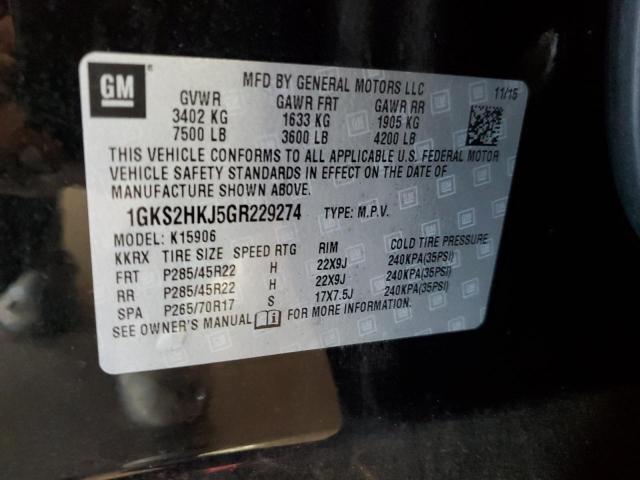 GM
MFD BY GENERAL MOTORS LLC
11/15
GVWR GAWR FRT GAWR RR
3402 KG 1633 KG 1905 KG
7500 LB 3600 LB 4200 LB
THIS VEHICLE CONFORMS TO ALL APPLICABLE U.S. FEDERAL MOTOR
VEHICLE SAFETY STANDARDS IN EFFECT ON THE DATE OF
MANUFACTURE SHOWN ABOVE.
1GKS2HKJ5GR229274 TYPE: M.P.V.
MODEL: K15906
KKRX TIRE SIZE SPEED RTG RIM COLD TIRE PRESSURE
FRT P285/45R22 H 22X9J 240KPA(35PSI)
RR P285/45R22 H 22X9J 240KPA(35PSI)
SPA P265/70R17 S 17X7.5J 240KPA(35PSI)
SEE OWNER'S MANUAL FOR MORE INFORMATION.